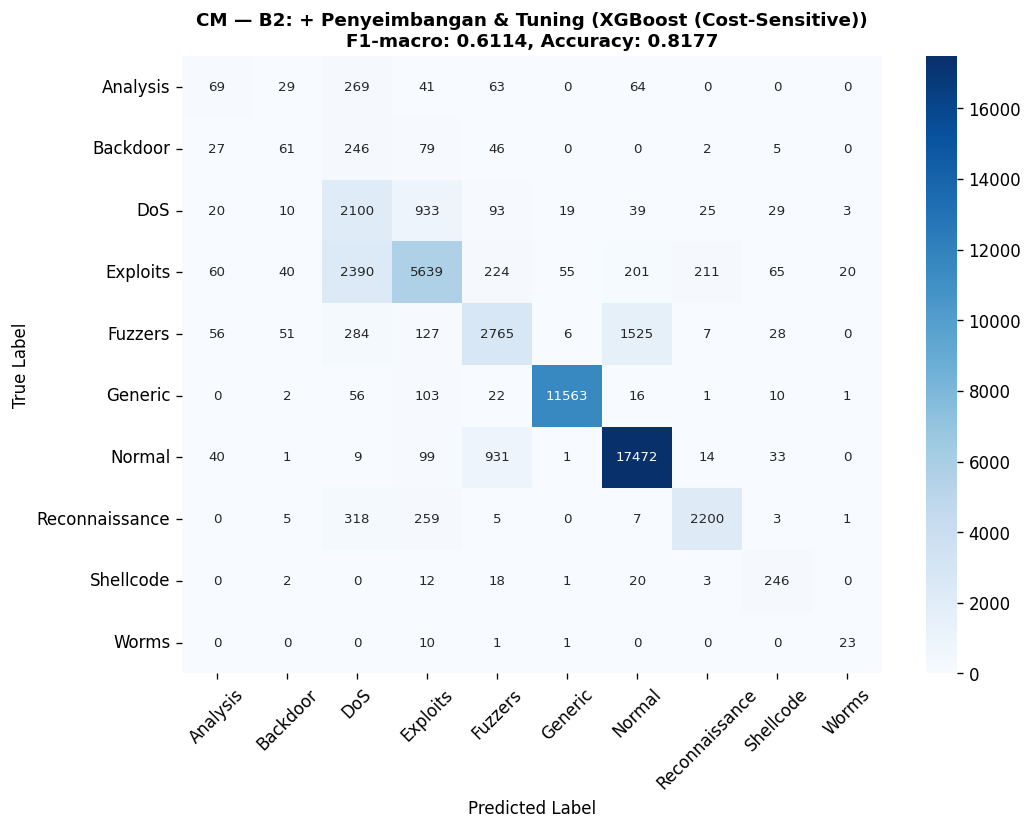 CM — B2: + Penyeimbangan & Tuning (XGBoost (Cost-Sensitive))
F1-macro: 0.6114, Accuracy: 0.8177
Analysis 69 29 269 41 63 0 64 0 0 0
Backdoor 27 61 246 79 46 0 0 2 5 0
DoS 20 10 2100 933 93 19 39 25 29 3
Exploits 60 40 2390 5639 224 55 201 211 65 20
Fuzzers 56 51 284 127 2765 6 1525 7 28 0
Generic 0 2 56 103 22 11563 16 1 10 1
Normal 40 1 9 99 931 1 17472 14 33 0
Reconnaissance 0 5 318 259 5 0 7 2200 3 1
Shellcode 0 2 0 12 18 1 20 3 246 0
Worms 0 0 0 10 1 1 0 0 0 23
Analysis Backdoor DoS Exploits Fuzzers Generic Normal Reconnaissance Shellcode Worms
Predicted Label
True Label
16000
14000
12000
10000
8000
6000
4000
2000
0